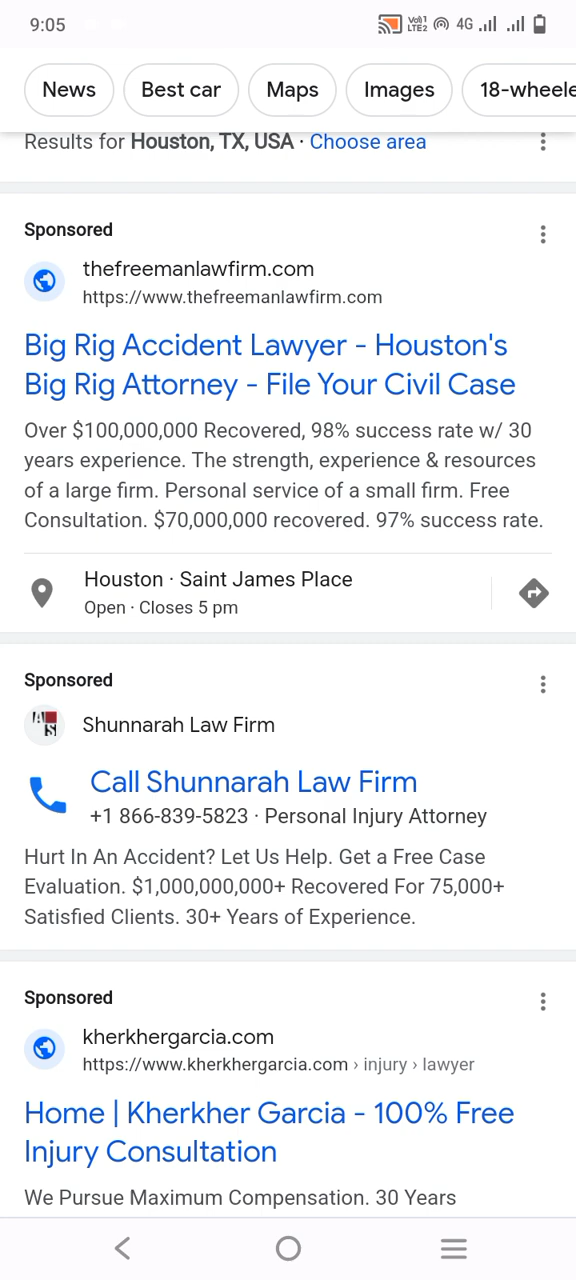 9:05
Vo1) 1
LTE2
4G
News
Best car
Maps
Images
18-wheele
Results for Houston, TX, USA · Choose area
Sponsored
thefreemanlawfirm.com
https://www.thefreemanlawfirm.com
Big Rig Accident Lawyer - Houston's
Big Rig Attorney - File Your Civil Case
Over $100,000,000 Recovered, 98% success rate w/ 30
years experience. The strength, experience & resources
of a large firm. Personal service of a small firm. Free
Consultation. $70,000,000 recovered. 97% success rate.
Houston · Saint James Place
Open · Closes 5 pm
Sponsored
Shunnarah Law Firm
Call Shunnarah Law Firm
+1 866-839-5823 · Personal Injury Attorney
Hurt In An Accident? Let Us Help. Get a Free Case
Evaluation. $1,000,000,000+ Recovered For 75,000+
Satisfied Clients. 30+ Years of Experience.
Sponsored
kherkhergarcia.com
https://www.kherkhergarcia.com › injury › lawyer
Home | Kherkher Garcia - 100% Free
Injury Consultation
We Pursue Maximum Compensation. 30 Years